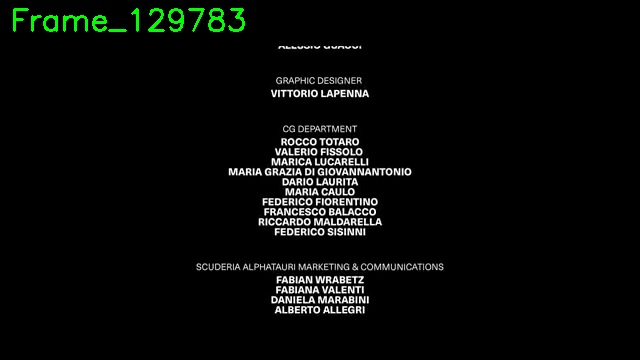 Frame_129783
GRAPHIC DESIGNER
VITTORIO LAPENNA
CG DEPARTMENT
ROCCO TOTARO
VALERIO FISSOLO
MARICA LUCARELLI
MARIA GRAZIA DI GIOVANNANTONIO
DARIO LAURITA
MARIA CAULO
FEDERICO FIORENTINO
FRANCESCO BALACCO
RICCARDO MALDARELLA
FEDERICO SISINNI
SCUDERIA ALPHATAURI MARKETING & COMMUNICATIONS
FABIAN WRABETZ
FABIANA VALENTI
DANIELA MARABINI
ALBERTO ALLEGRI